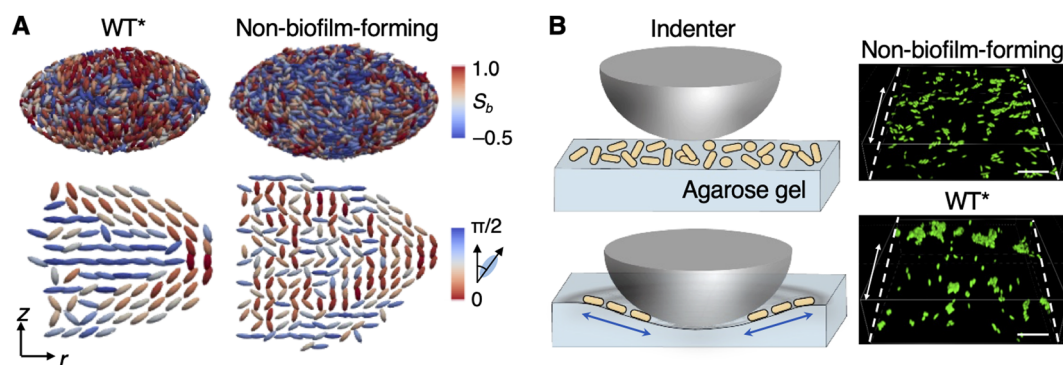 A
WT*
Non-biofilm-forming
1.0
S_b
−0.5
π/2
0
z
r
B
Indenter
Agarose gel
Non-biofilm-forming
WT*